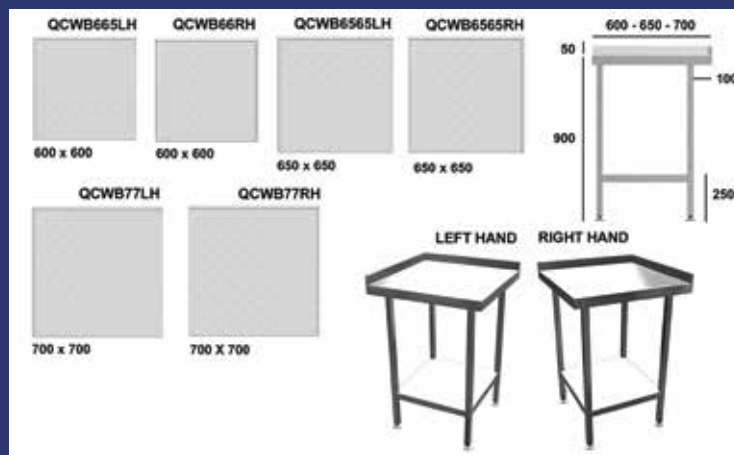 QCWB665LH QCWB66RH QCWB6565LH QCWB6565RH
600 x 600
600 x 600
650 x 650
650 x 650
600 - 650 - 700
50
100
900
250
QCWB77LH QCWB77RH
700 x 700
700 X 700
LEFT HAND RIGHT HAND